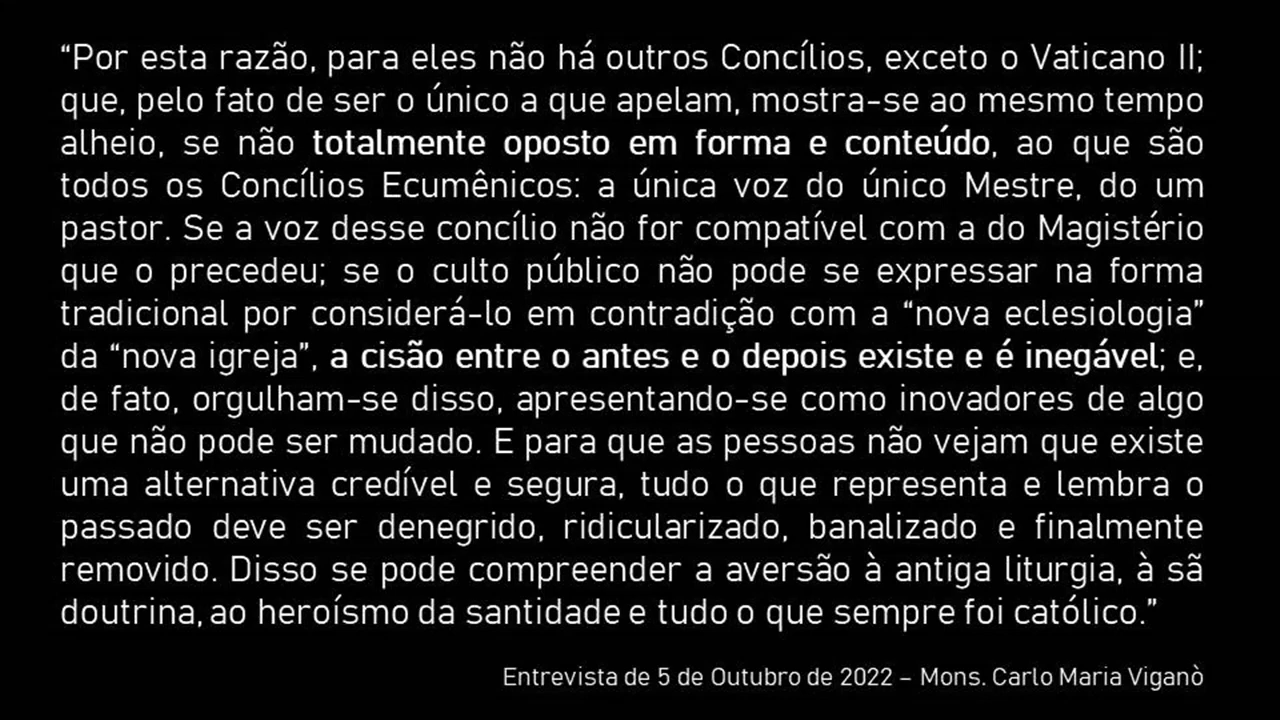 “Por esta razão, para eles não há outros Concílios, exceto o Vaticano II;
que, pelo fato de ser o único a que apelam, mostra-se ao mesmo tempo
alheio, se não totalmente oposto em forma e conteúdo, ao que são
todos os Concílios Ecumênicos: a única voz do único Mestre, do um
pastor. Se a voz desse concílio não for compatível com a do Magistério
que o precedeu; se o culto público não pode se expressar na forma
tradicional por considerá-lo em contradição com a “nova eclesiologia”
da “nova igreja”, a cisão entre o antes e o depois existe e é inegável; e,
de fato, orgulham-se disso, apresentando-se como inovadores de algo
que não pode ser mudado. E para que as pessoas não vejam que existe
uma alternativa credível e segura, tudo o que representa e lembra o
passado deve ser denegrido, ridicularizado, banalizado e finalmente
removido. Disso se pode compreender a aversão à antiga liturgia, à sã
doutrina, ao heroísmo da santidade e tudo o que sempre foi católico.”
Entrevista de 5 de Outubro de 2022 – Mons. Carlo Maria Viganò